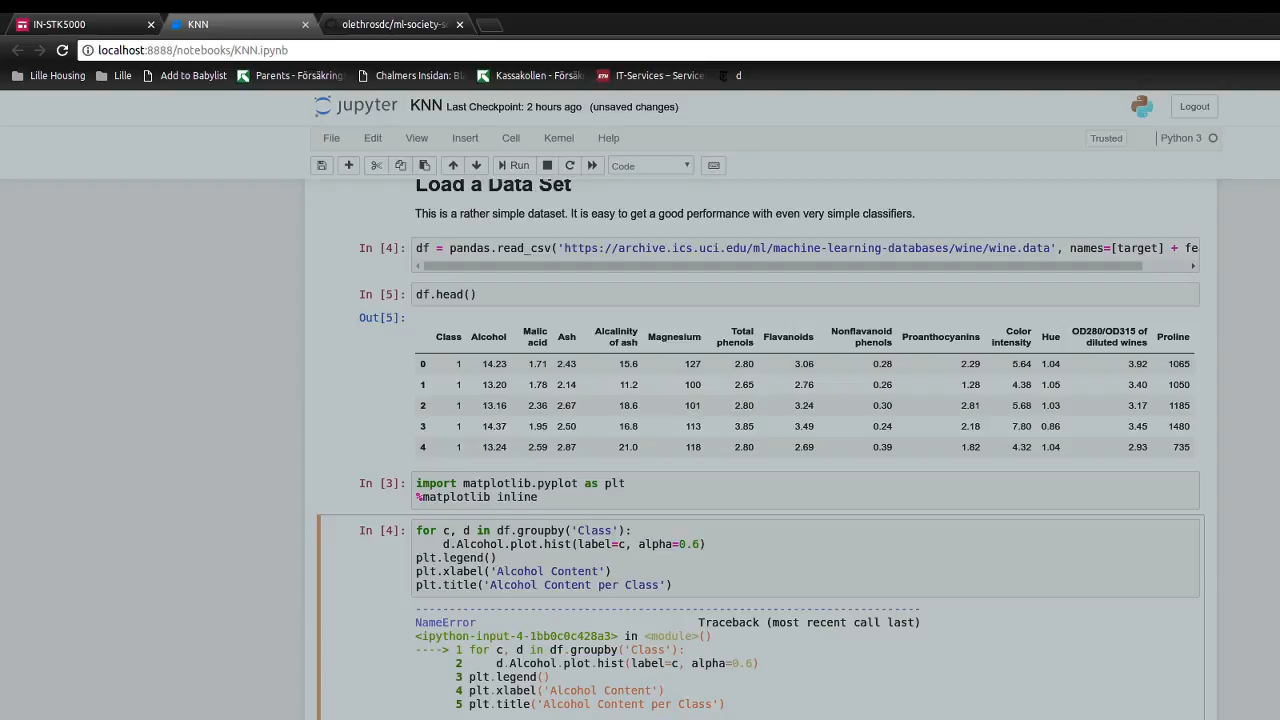 IN-STK5000
KNN
olethrosdc/ml-society-s
localhost:8888/notebooks/KNN.ipynb
Lille Housing Lille Add to Babylist Parents - Försäkring Chalmers Insidan: Bl Kassakollen - Försäk IT-Services – Service d
jupyter KNN Last Checkpoint: 2 hours ago (unsaved changes) Logout
File Edit View Insert Cell Kernel Help Trusted Python 3
Run Code
Load a Data Set
This is a rather simple dataset. It is easy to get a good performance with even very simple classifiers.
In [4]: df = pandas.read_csv('https://archive.ics.uci.edu/ml/machine-learning-databases/wine/wine.data', names=[target] + fe
In [5]: df.head()
Out[5]:
Class Alcohol Malic acid Ash Alcalinity of ash Magnesium Total phenols Flavanoids Nonflavanoid phenols Proanthocyanins Color intensity Hue OD280/OD315 of diluted wines Proline
0 1 14.23 1.71 2.43 15.6 127 2.80 3.06 0.28 2.29 5.64 1.04 3.92 1065
1 1 13.20 1.78 2.14 11.2 100 2.65 2.76 0.26 1.28 4.38 1.05 3.40 1050
2 1 13.16 2.36 2.67 18.6 101 2.80 3.24 0.30 2.81 5.68 1.03 3.17 1185
3 1 14.37 1.95 2.50 16.8 113 3.85 3.49 0.24 2.18 7.80 0.86 3.45 1480
4 1 13.24 2.59 2.87 21.0 118 2.80 2.69 0.39 1.82 4.32 1.04 2.93 735
In [3]: import matplotlib.pyplot as plt
%matplotlib inline
In [4]: for c, d in df.groupby('Class'):
d.Alcohol.plot.hist(label=c, alpha=0.6)
plt.legend()
plt.xlabel('Alcohol Content')
plt.title('Alcohol Content per Class')
---------------------------------------------------------------------------
NameError Traceback (most recent call last)
<ipython-input-4-1bb0c0c428a3> in <module>()
----> 1 for c, d in df.groupby('Class'):
2 d.Alcohol.plot.hist(label=c, alpha=0.6)
3 plt.legend()
4 plt.xlabel('Alcohol Content')
5 plt.title('Alcohol Content per Class')